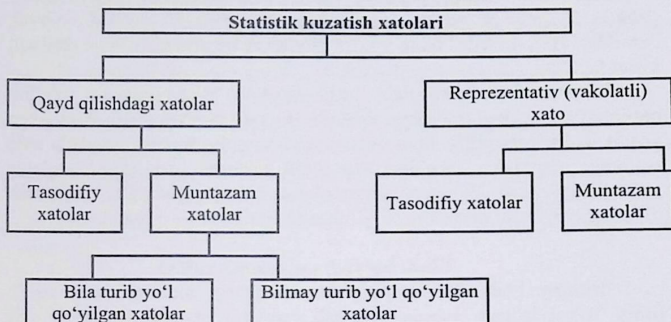 Statistik kuzatish xatolari
Qayd qilishdagi xatolar
Reprezentativ (vakolatli)
xato
Tasodifiy
xatolar
Muntazam
xatolar
Tasodifiy xatolar
Muntazam
xatolar
Bila turib yo‘l
qo‘yilgan xatolar
Bilmay turib yo‘l qo‘yilgan
xatolar